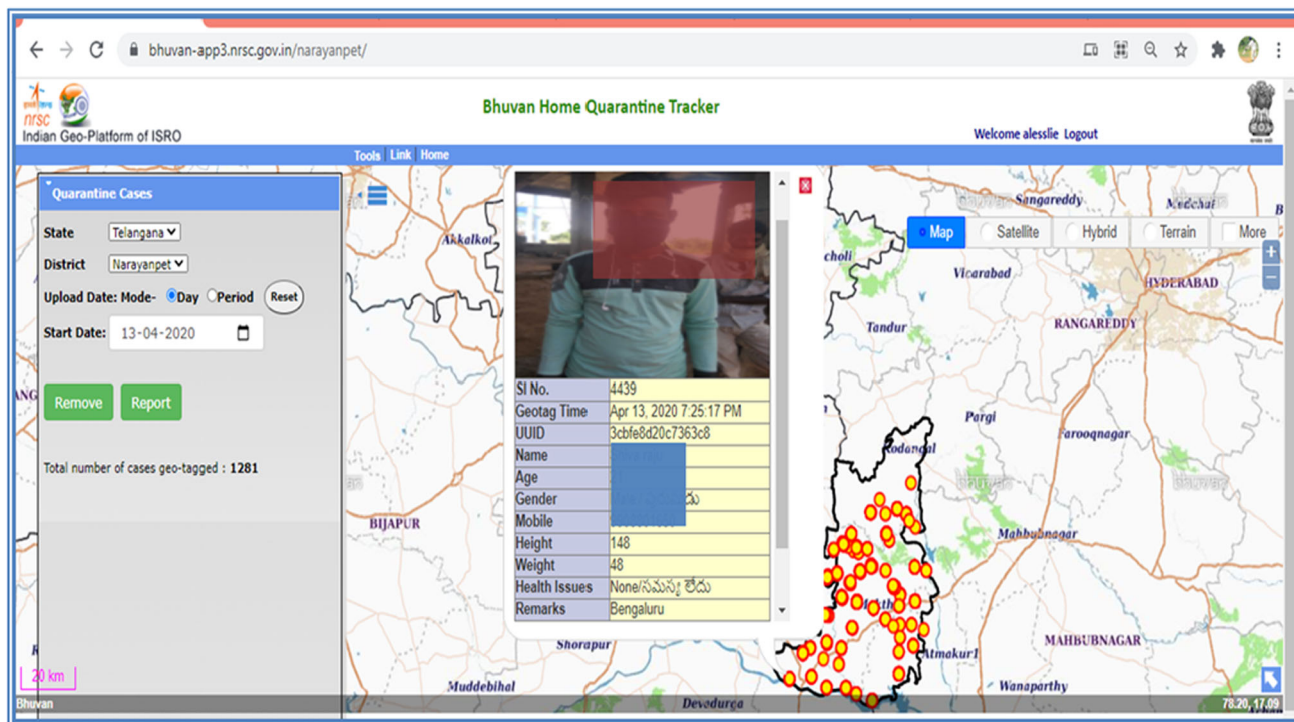 bhuvan-app3.nrsc.gov.in/narayanpet/
nrsc
Indian Geo-Platform of ISRO
Bhuvan Home Quarantine Tracker
Welcome alesslie Logout
Tools Link Home
Quarantine Cases
State Telangana
District Narayanpet
Upload Date: Mode- Day Period Reset
Start Date: 13-04-2020
Remove Report
Total number of cases geo-tagged : 1281
SI No. 4439
Geotag Time Apr 13, 2020 7:25:17 PM
UUID 3cbfe8d20c7363c8
Name
Age
Gender
Mobile
Height 148
Weight 48
Health Issues None/సమస్య లేదు
Remarks Bengaluru
Map Satellite Hybrid Terrain More
+
−
Sangareddy
Akkalkot
Vicarabad
HYDERABAD
Tandur
RANGAREDDY
Pargi
Farooqnagar
Kodangal
BIJAPUR
Mahbubnagar
MAHBUBNAGAR
Shorapur
Atmakur1
Muddebihal
Wanaparthy
Devadurga
20 km
Bhuvan
78.20, 17.09